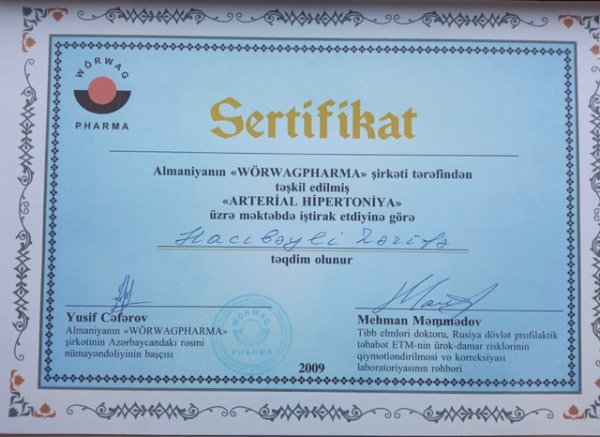 WÖRWAG
PHARMA
Sertifikat
Almaniyanın «WÖRWAGPHARMA» şirkəti tərəfindən
təşkil edilmiş
«ARTERİAL HİPERTONİYA»
üzrə məktəbdə iştirak etdiyinə görə
Hacıbəyli Zərifə
təqdim olunur
Yusif Cəfərov
Almaniyanın «WÖRWAGPHARMA»
şirkətinin Azərbaycandakı rəsmi
nümayəndəliyinin başçısı
WÖRWAG
PHARMA
2009
Mehman Məmmədov
Tibb elmləri doktoru, Rusiya dövlət profilaktik
təbabət ETM-nin ürək-damar risklərinin
qiymətləndirilməsi və korreksiyası
laboratoriyasının rəhbəri